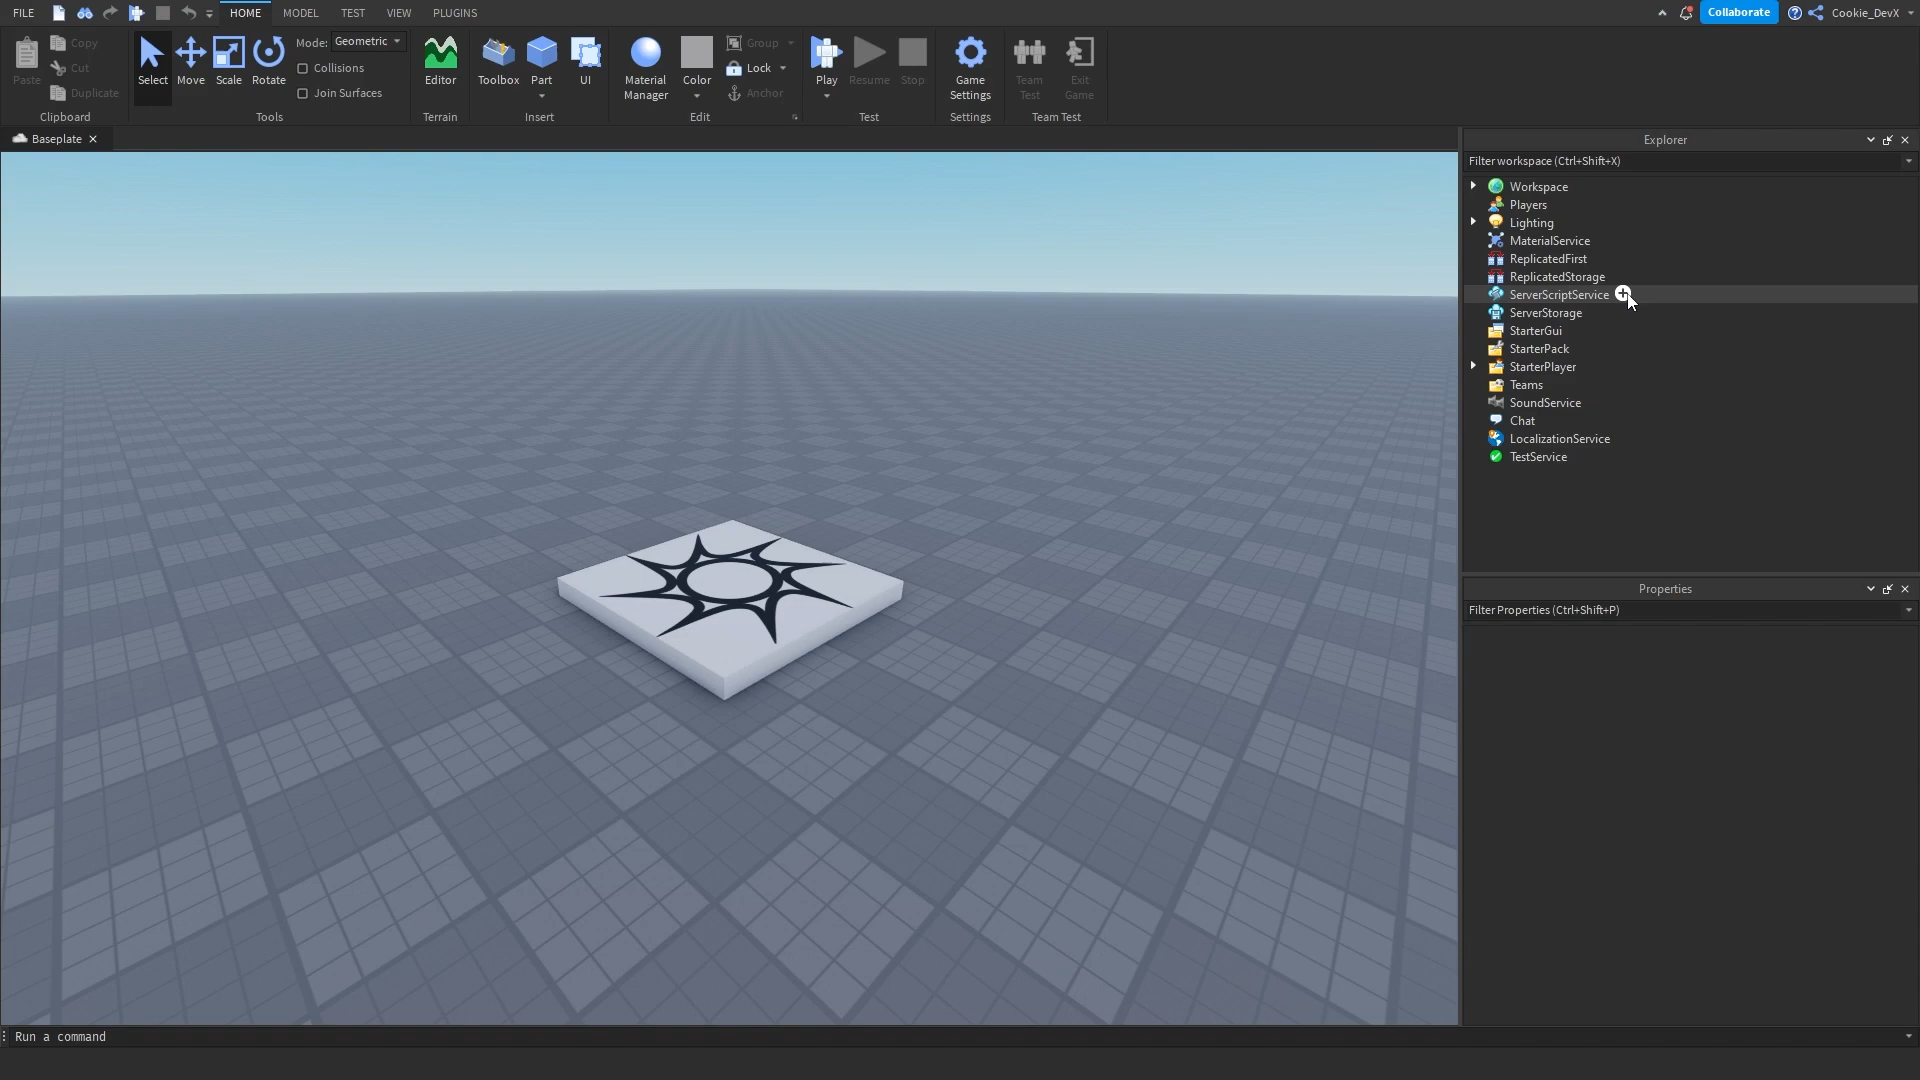 FILE HOME MODEL TEST VIEW PLUGINS Collaborate Cookie_DevX
Paste Copy Cut Duplicate
Clipboard
Select Move Scale Rotate
Mode: Geometric
Collisions
Join Surfaces
Tools
Editor
Terrain
Toolbox Part UI
Insert
Material Manager Color Group Lock Anchor
Edit
Play Resume Stop
Test
Game Settings
Settings
Team Test Exit Game
Team Test
Baseplate
Explorer
Filter workspace (Ctrl+Shift+X)
Workspace
Players
Lighting
MaterialService
ReplicatedFirst
ReplicatedStorage
ServerScriptService
ServerStorage
StarterGui
StarterPack
StarterPlayer
Teams
SoundService
Chat
LocalizationService
TestService
Properties
Filter Properties (Ctrl+Shift+P)
Run a command